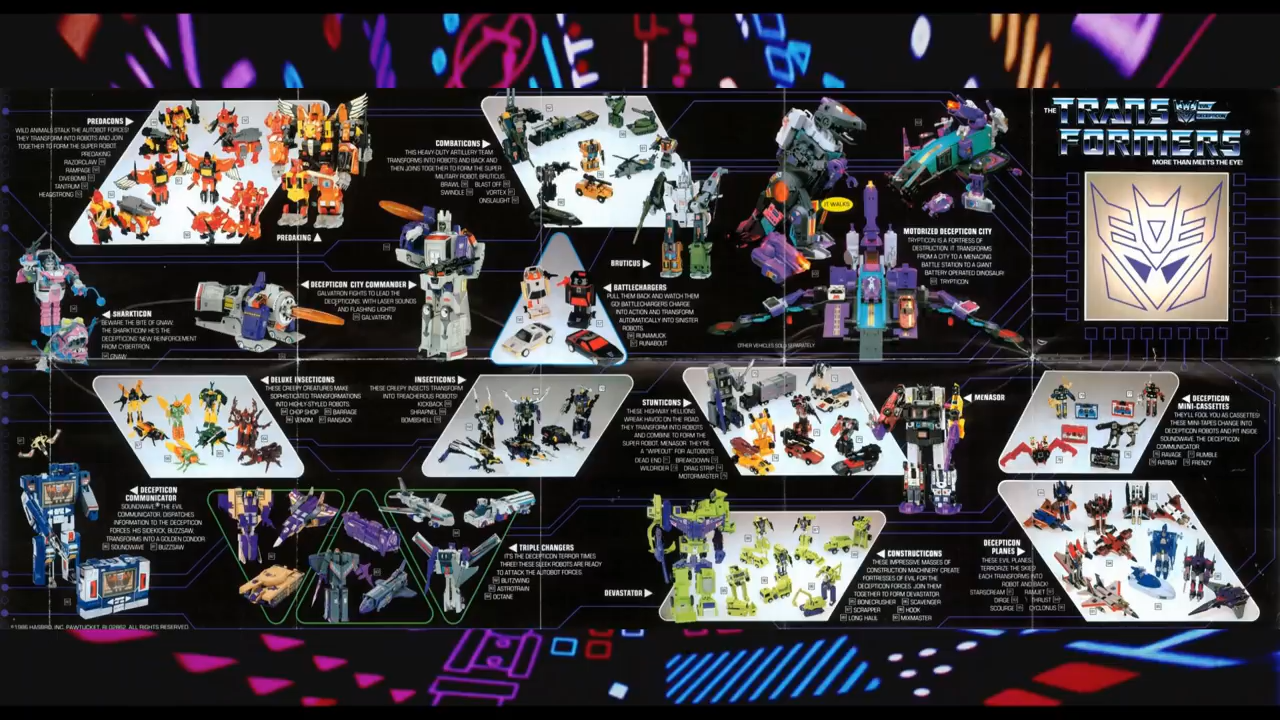 THE TRANSFORMERS®
MORE THAN MEETS THE EYE!
PREDACONS
WILD ANIMALS STALK THE AUTOBOT FORCES!
THEY TRANSFORM INTO ROBOTS AND JOIN
TOGETHER TO FORM THE SUPER ROBOT
PREDAKING.
RAZORCLAW
RAMPAGE
DIVEBOMB
TANTRUM
HEADSTRONG
PREDAKING
COMBATICONS
THIS HEAVY-DUTY ARTILLERY TEAM
TRANSFORMS INTO ROBOTS AND BACK AND
THEN JOINS TOGETHER TO FORM THE SUPER
MILITARY ROBOT, BRUTICUS.
BRAWL BLAST OFF
SWINDLE VORTEX
ONSLAUGHT
BRUTICUS
IT WALKS
MOTORIZED DECEPTICON CITY
TRYPTICON IS A FORTRESS OF
DESTRUCTION. IT TRANSFORMS
FROM A CITY TO A MENACING
BATTLE STATION TO A GIANT
BATTERY OPERATED DINOSAUR!
TRYPTICON
OTHER VEHICLES SOLD SEPARATELY
SHARKTICON
BEWARE THE BITE OF GNAW,
THE SHARKTICON! HE'S THE
DECEPTICONS' NEW REINFORCEMENT
FROM CYBERTRON.
GNAW
DECEPTICON CITY COMMANDER
GALVATRON FIGHTS TO LEAD THE
DECEPTICONS, WITH LASER SOUNDS
AND FLASHING LIGHTS!
GALVATRON
BATTLECHARGERS
PULL THEM BACK AND WATCH THEM
GO! BATTLECHARGERS CHARGE
INTO ACTION AND TRANSFORM
AUTOMATICALLY INTO SINISTER
ROBOTS.
RUNAMUCK
RUNABOUT
DELUXE INSECTICONS
THESE CREEPY CREATURES MAKE
SOPHISTICATED TRANSFORMATIONS
INTO HIGHLY STYLED ROBOTS.
CHOP SHOP BARRAGE
VENOM RANSACK
INSECTICONS
THESE CREEPY INSECTS TRANSFORM
INTO TREACHEROUS ROBOTS!
KICKBACK
SHRAPNEL
BOMBSHELL
STUNTICONS
THESE HIGHWAY HELLIONS
WREAK HAVOC ON THE ROAD.
THEY TRANSFORM INTO ROBOTS
AND COMBINE TO FORM THE
SUPER ROBOT, MENASOR. THEY'RE
A "WIPEOUT" FOR AUTOBOTS.
DEAD END BREAKDOWN
WILDRIDER DRAG STRIP
MOTORMASTER
MENASOR
DECEPTICON
MINI-CASSETTES
THEY'LL FOOL YOU AS CASSETTES!
THESE MINI-TAPES CHANGE INTO
DECEPTICON ROBOTS AND FIT INSIDE
SOUNDWAVE, THE DECEPTICON
COMMUNICATOR.
RAVAGE RUMBLE
RATBAT FRENZY
DECEPTICON
COMMUNICATOR
SOUNDWAVE,® THE EVIL
COMMUNICATOR, DISPATCHES
INFORMATION TO THE DECEPTICON
FORCES. HIS SIDEKICK, BUZZSAW,
TRANSFORMS INTO A GOLDEN CONDOR.
SOUNDWAVE BUZZSAW
TRIPLE CHANGERS
IT'S THE DECEPTICON TERROR TIMES
THREE! THESE SLEEK ROBOTS ARE READY
TO ATTACK THE AUTOBOT FORCES.
BLITZWING
ASTROTRAIN
OCTANE
DEVASTATOR
CONSTRUCTICONS
THESE IMPRESSIVE MASSES OF
CONSTRUCTION MACHINERY CREATE
FORTRESSES OF EVIL FOR THE
DECEPTICON FORCES. JOIN THEM
TOGETHER TO FORM DEVASTATOR.
BONECRUSHER SCAVENGER
SCRAPPER HOOK
LONG HAUL MIXMASTER
DECEPTICON
PLANES
THESE EVIL PLANES
TERRORIZE THE SKIES!
EACH TRANSFORMS INTO
ROBOT AND BACK!
STARSCREAM RAMJET
DIRGE THRUST
SCOURGE CYCLONUS
©1986 HASBRO, INC. PAWTUCKET, RI 02862. ALL RIGHTS RESERVED.